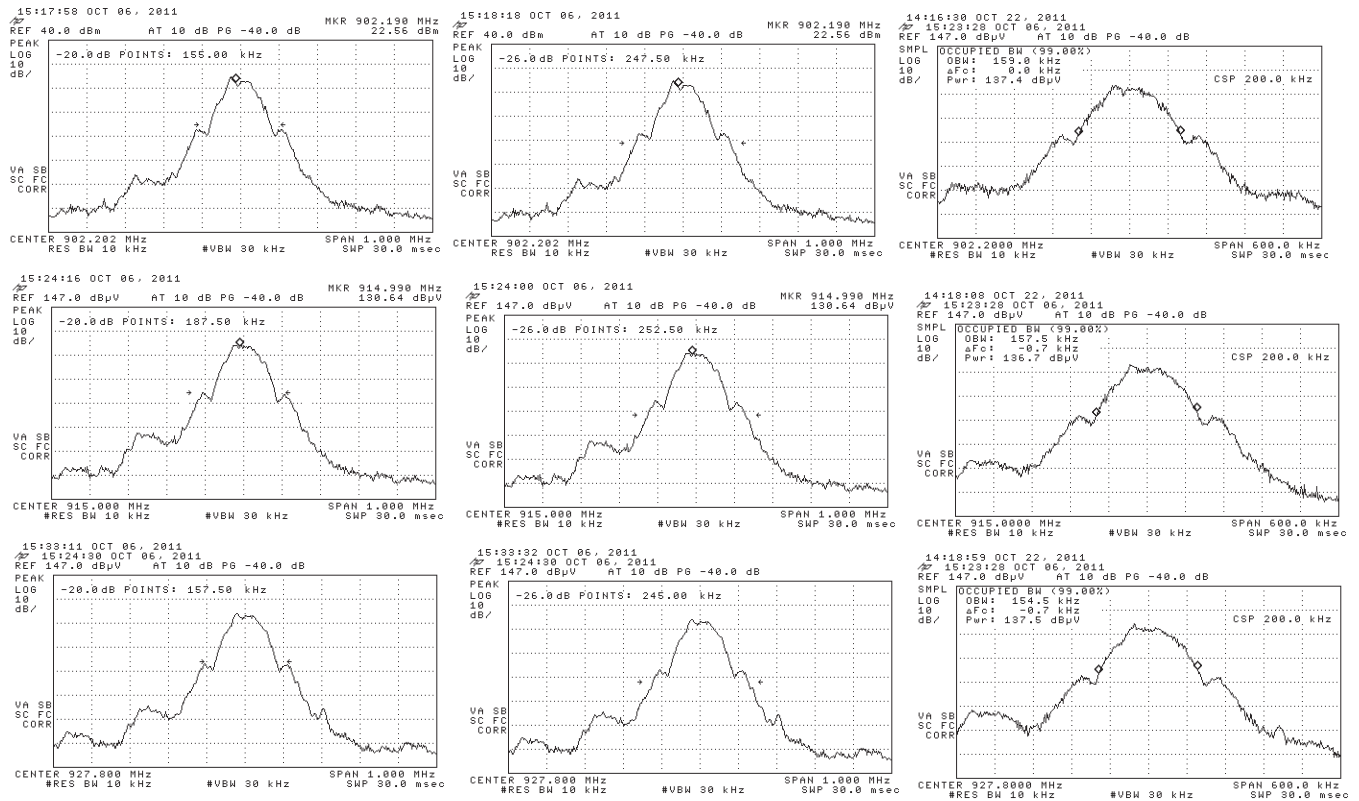 15:17:58 OCT 06, 2011
hp MKR 902.190 MHz
REF 40.0 dBm AT 10 dB PG -40.0 dB 22.56 dBm
PEAK
LOG
10
dB/
-20.0dB POINTS: 155.00 kHz
VA SB
SC FC
CORR
CENTER 902.202 MHz SPAN 1.000 MHz
RES BW 10 kHz #VBW 30 kHz SWP 30.0 msec
15:18:18 OCT 06, 2011
hp MKR 902.190 MHz
REF 40.0 dBm AT 10 dB PG -40.0 dB 22.56 dBm
PEAK
LOG
10
dB/
-26.0dB POINTS: 247.50 kHz
VA SB
SC FC
CORR
CENTER 902.202 MHz SPAN 1.000 MHz
RES BW 10 kHz #VBW 30 kHz SWP 30.0 msec
14:16:30 OCT 22, 2011
hp 15:23:28 OCT 06, 2011
REF 147.0 dBµV AT 10 dB PG -40.0 dB
SMPL
LOG
10
dB/
OCCUPIED BW (99.00%)
OBW: 159.0 kHz
▵Fc: 0.0 kHz
Pwr: 137.4 dBµV
CSP 200.0 kHz
VA SB
SC FC
CORR
CENTER 902.2000 MHz SPAN 600.0 kHz
#RES BW 10 kHz #VBW 30 kHz SWP 30.0 msec
15:24:16 OCT 06, 2011
hp MKR 914.990 MHz
REF 147.0 dBµV AT 10 dB PG -40.0 dB 130.64 dBµV
PEAK
LOG
10
dB/
-20.0dB POINTS: 187.50 kHz
VA SB
SC FC
CORR
CENTER 915.000 MHz SPAN 1.000 MHz
#RES BW 10 kHz #VBW 30 kHz SWP 30.0 msec
15:24:00 OCT 06, 2011
hp MKR 914.990 MHz
REF 147.0 dBµV AT 10 dB PG -40.0 dB 130.64 dBµV
PEAK
LOG
10
dB/
-26.0dB POINTS: 252.50 kHz
VA SB
SC FC
CORR
CENTER 915.000 MHz SPAN 1.000 MHz
#RES BW 10 kHz #VBW 30 kHz SWP 30.0 msec
14:18:08 OCT 22, 2011
hp 15:23:28 OCT 06, 2011
REF 147.0 dBµV AT 10 dB PG -40.0 dB
SMPL
LOG
10
dB/
OCCUPIED BW (99.00%)
OBW: 157.5 kHz
▵Fc: -0.7 kHz
Pwr: 136.7 dBµV
CSP 200.0 kHz
VA SB
SC FC
CORR
CENTER 915.0000 MHz SPAN 600.0 kHz
#RES BW 10 kHz #VBW 30 kHz SWP 30.0 msec
15:33:11 OCT 06, 2011
hp 15:24:30 OCT 06, 2011
REF 147.0 dBµV AT 10 dB PG -40.0 dB
PEAK
LOG
10
dB/
-20.0dB POINTS: 157.50 kHz
VA SB
SC FC
CORR
CENTER 927.800 MHz SPAN 1.000 MHz
#RES BW 10 kHz #VBW 30 kHz SWP 30.0 msec
15:33:32 OCT 06, 2011
hp 15:24:30 OCT 06, 2011
REF 147.0 dBµV AT 10 dB PG -40.0 dB
PEAK
LOG
10
dB/
-26.0dB POINTS: 245.00 kHz
VA SB
SC FC
CORR
CENTER 927.800 MHz SPAN 1.000 MHz
#RES BW 10 kHz #VBW 30 kHz SWP 30.0 msec
14:18:59 OCT 22, 2011
hp 15:23:28 OCT 06, 2011
REF 147.0 dBµV AT 10 dB PG -40.0 dB
SMPL
LOG
10
dB/
OCCUPIED BW (99.00%)
OBW: 154.5 kHz
▵Fc: -0.7 kHz
Pwr: 137.5 dBµV
CSP 200.0 kHz
VA SB
SC FC
CORR
CENTER 927.8000 MHz SPAN 600.0 kHz
#RES BW 10 kHz #VBW 30 kHz SWP 30.0 msec